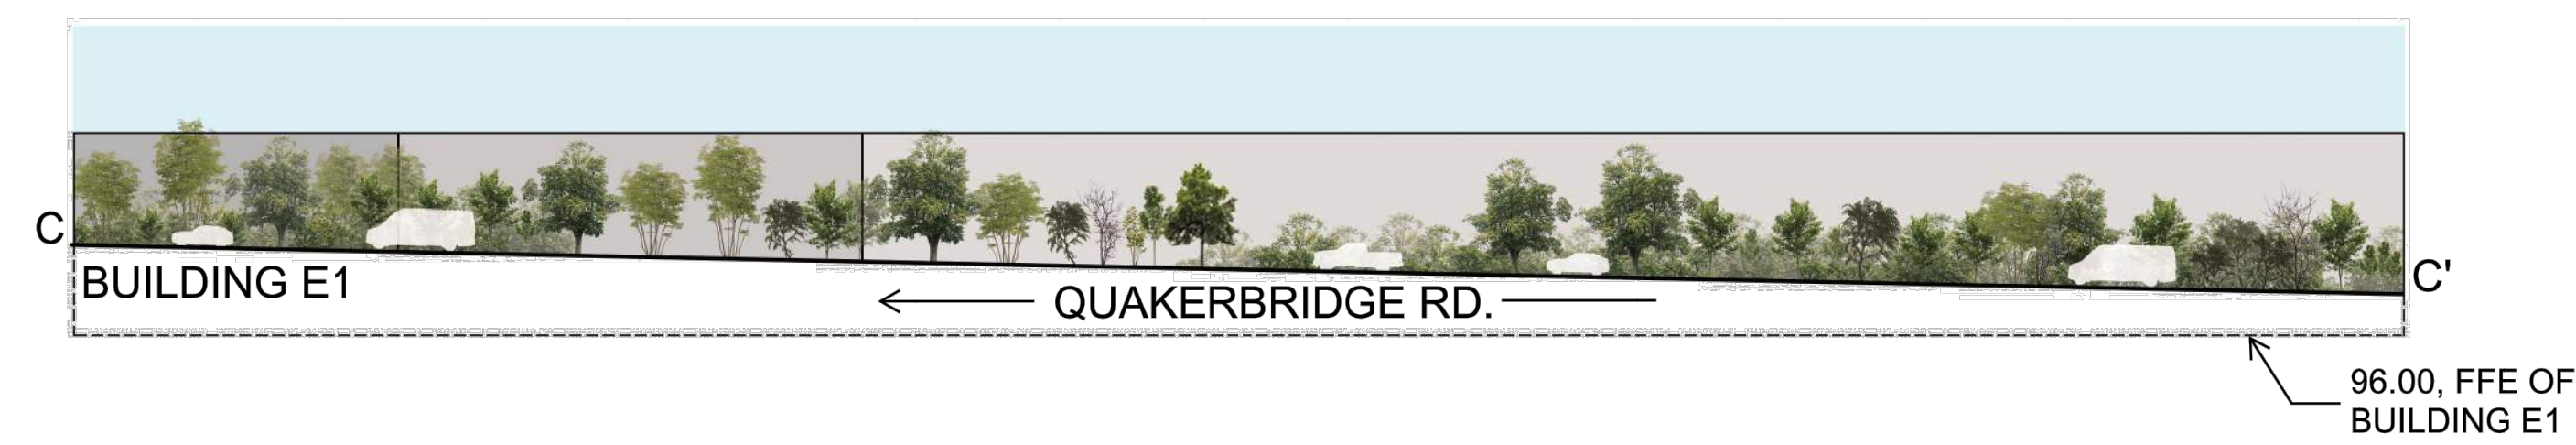 C
BUILDING E1
QUAKERBRIDGE RD.
C'
96.00, FFE OF
BUILDING E1